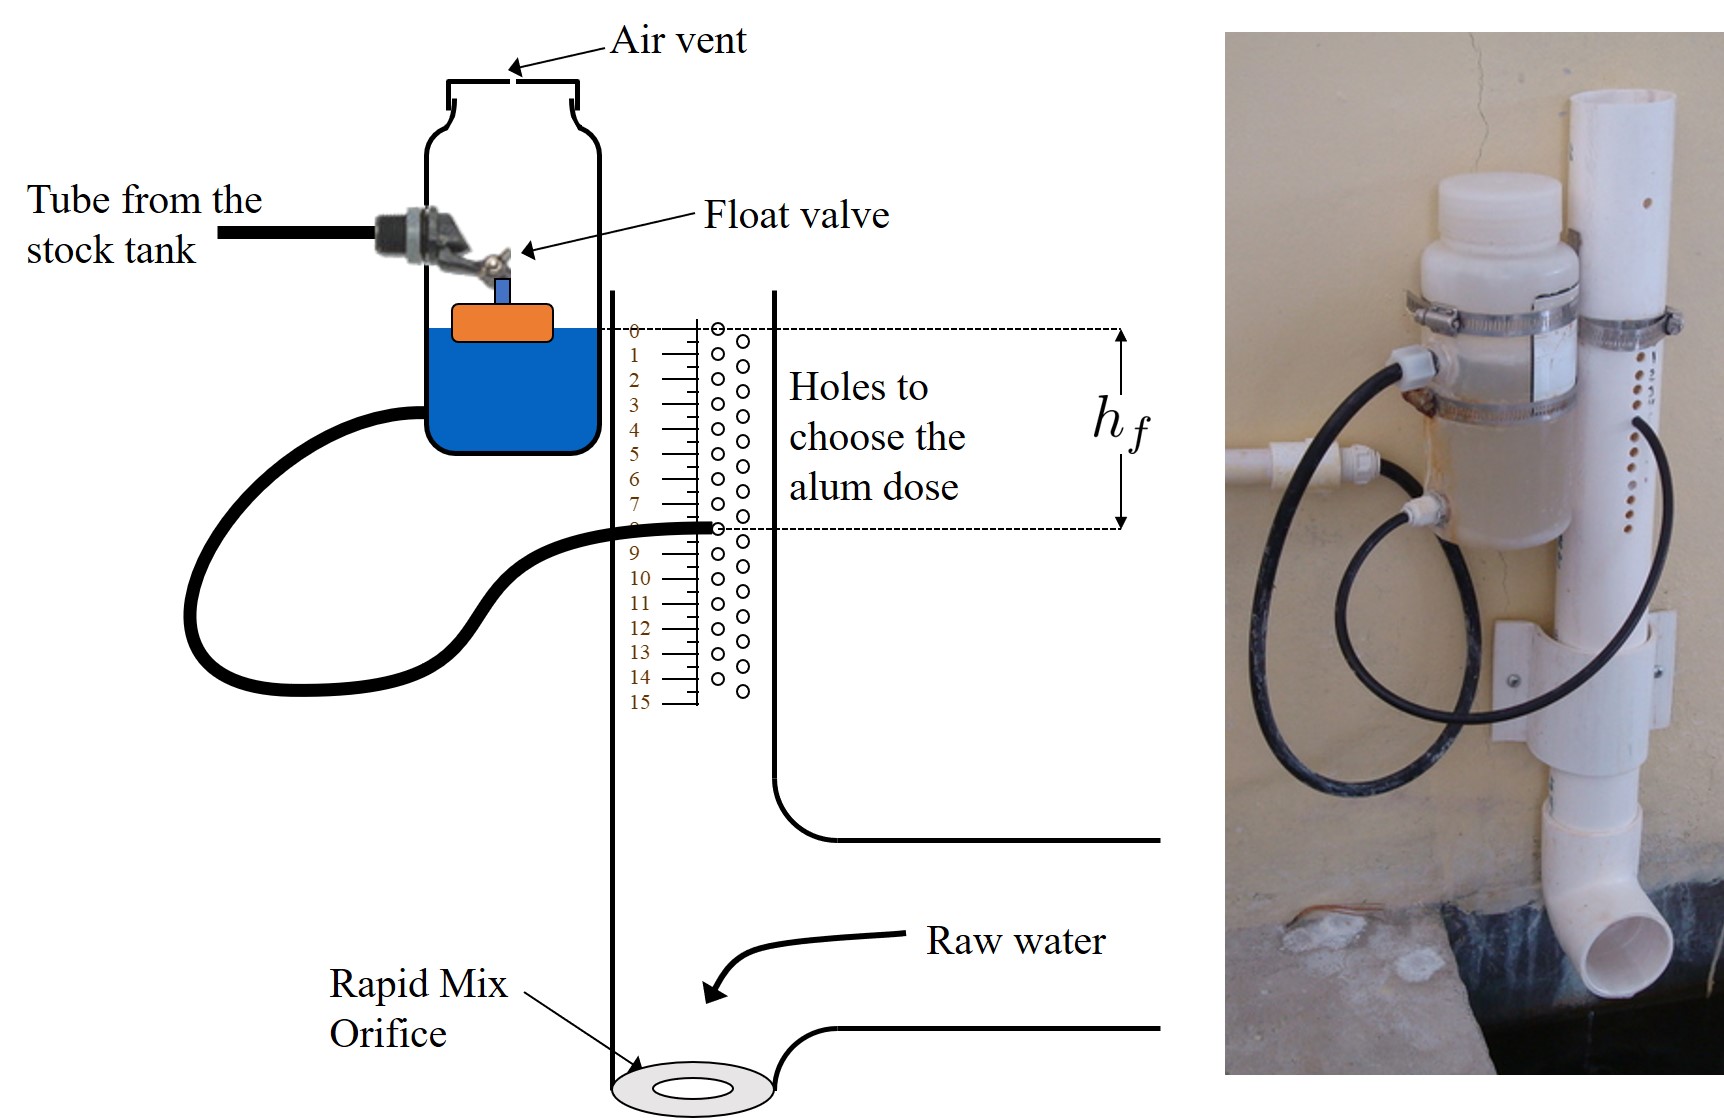 Air vent
Tube from the
stock tank
Float valve
0
1
2
3
4
5
6
7
9
10
11
12
13
14
15
Holes to
choose the
alum dose
h_f
Raw water
Rapid Mix
Orifice